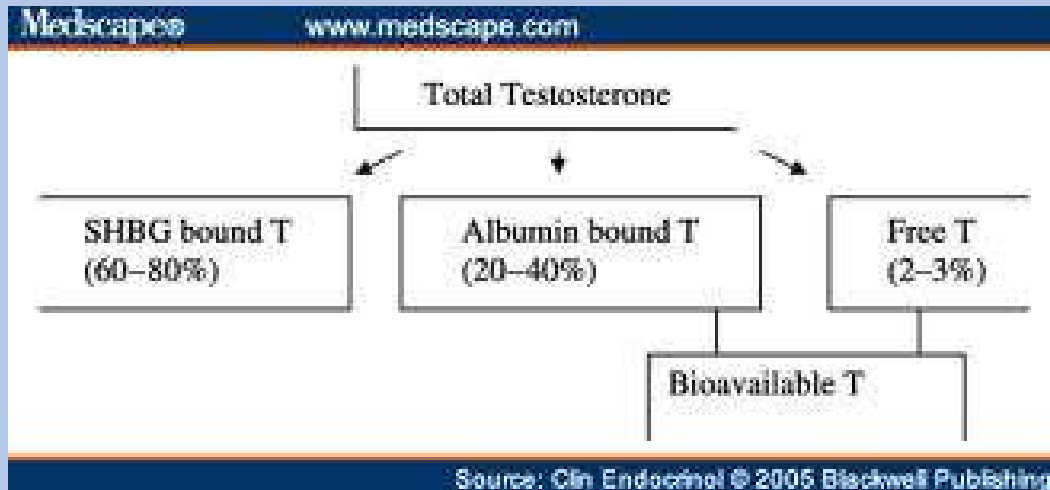 Medscape®
www.medscape.com
Total Testosterone
SHBG bound T
(60–80%)
Albumin bound T
(20–40%)
Free T
(2–3%)
Bioavailable T
Source: Clin Endocrinol © 2005 Blackwell Publishing